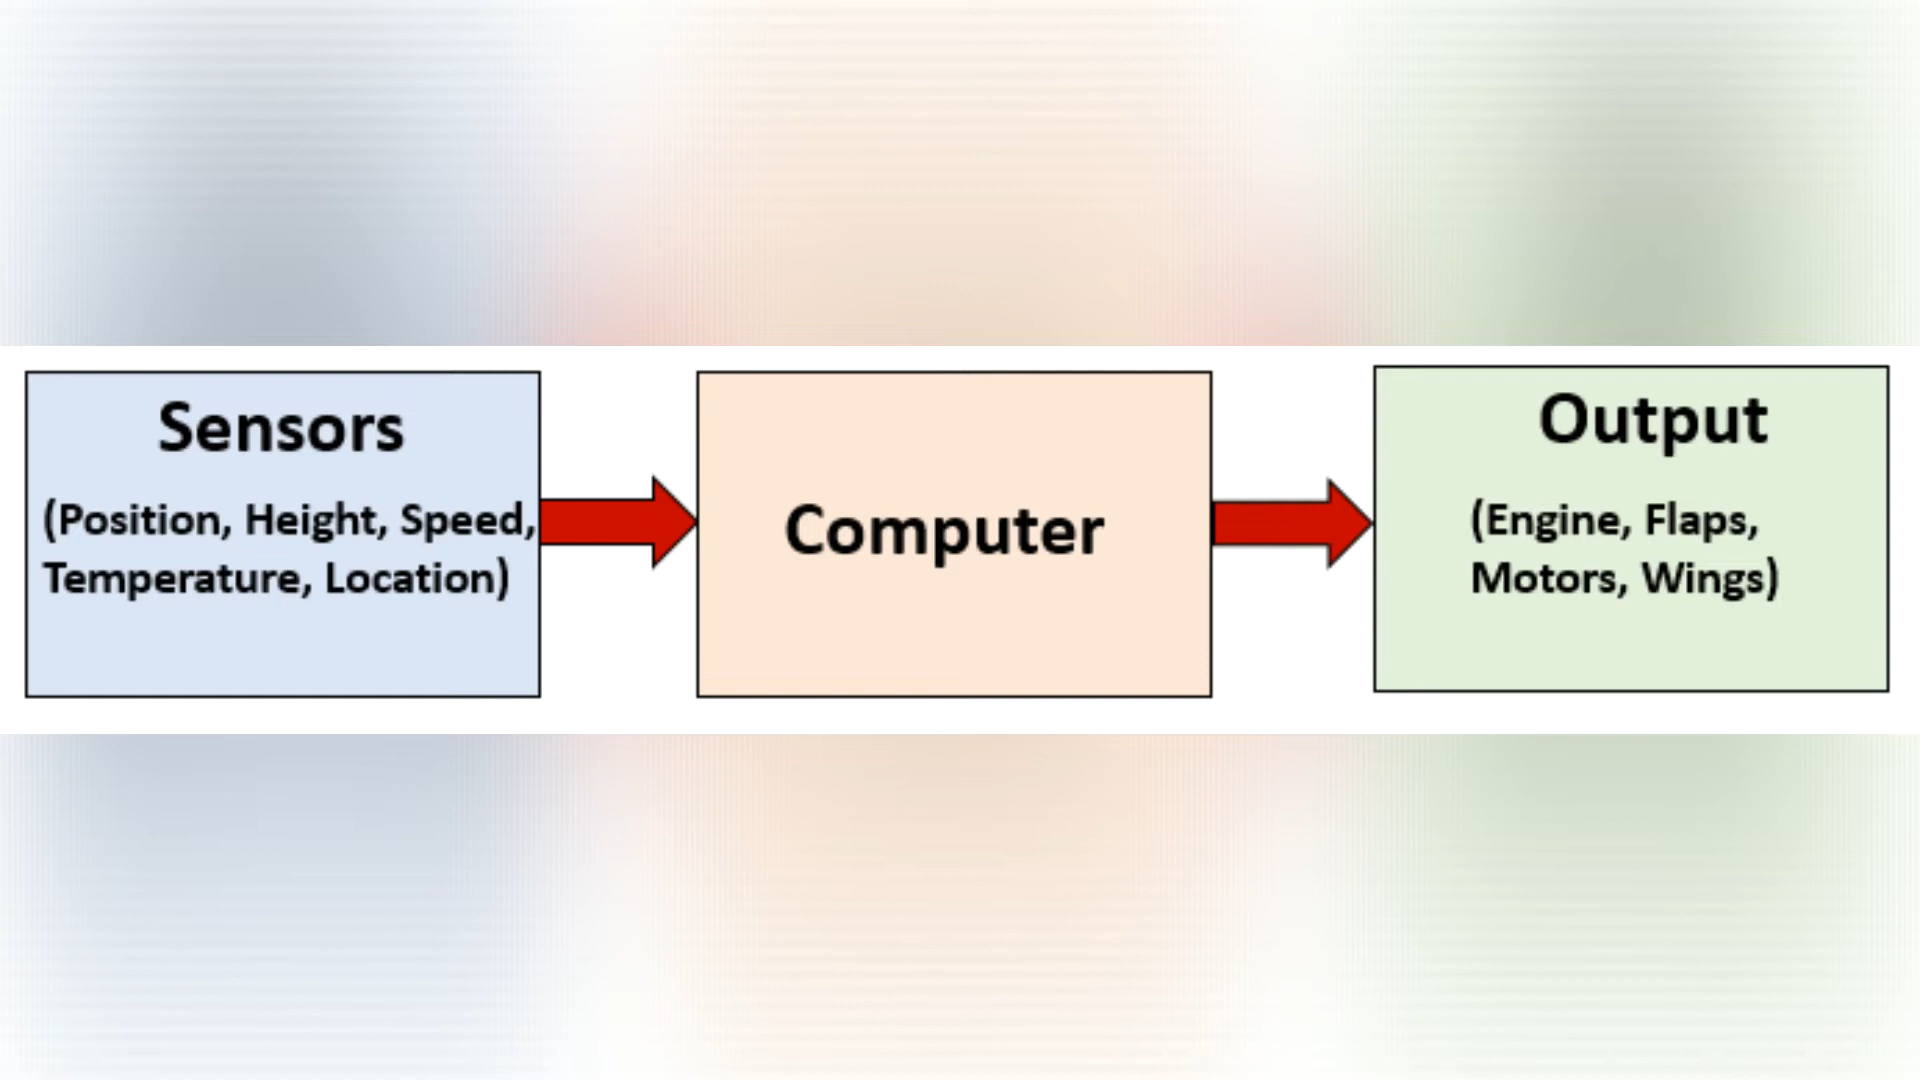 Sensors
(Position, Height, Speed,
Temperature, Location)
Computer
Output
(Engine, Flaps,
Motors, Wings)